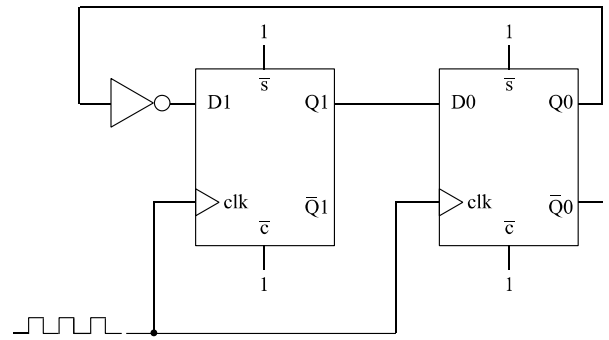 1 1
s̅ s̅
D1 Q1 D0 Q0
clk Q̅1 clk Q̅0
c̅ c̅
1 1